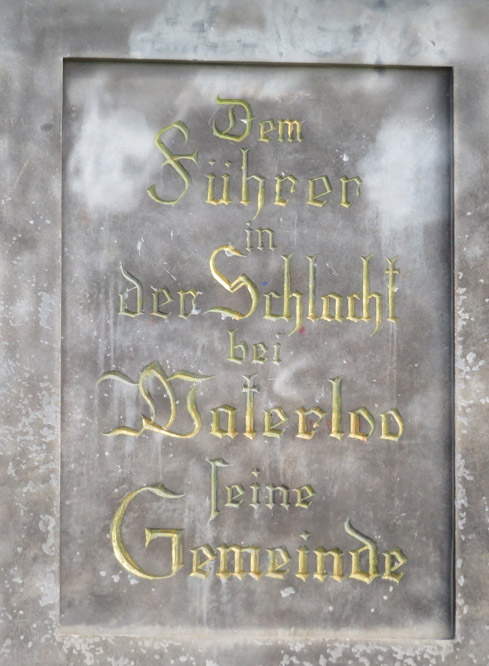 Dem
Führer
in
der Schlacht
bei
Waterloo
seine
Gemeinde